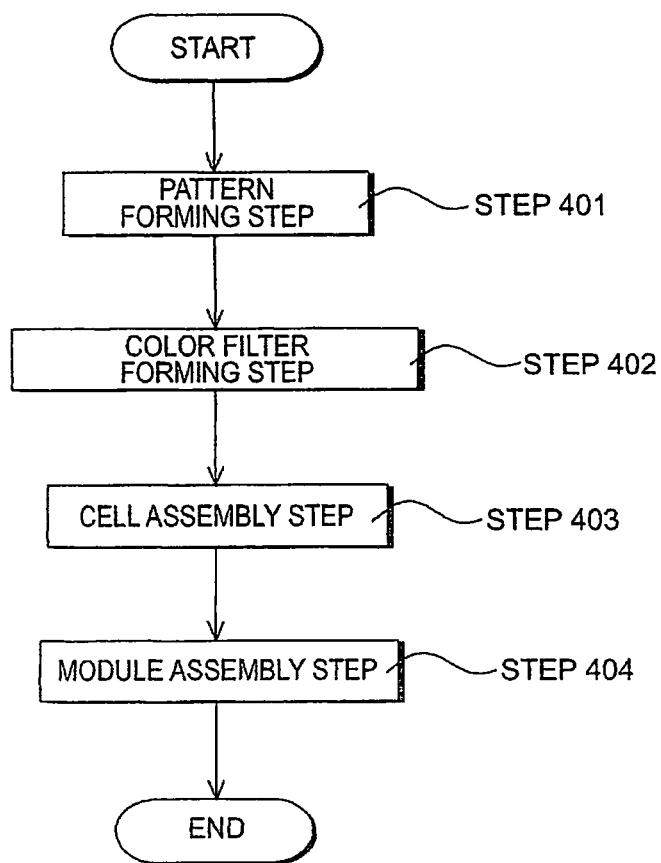 START
PATTERN
FORMING STEP
STEP 401
COLOR FILTER
FORMING STEP
STEP 402
CELL ASSEMBLY STEP
STEP 403
MODULE ASSEMBLY STEP
STEP 404
END